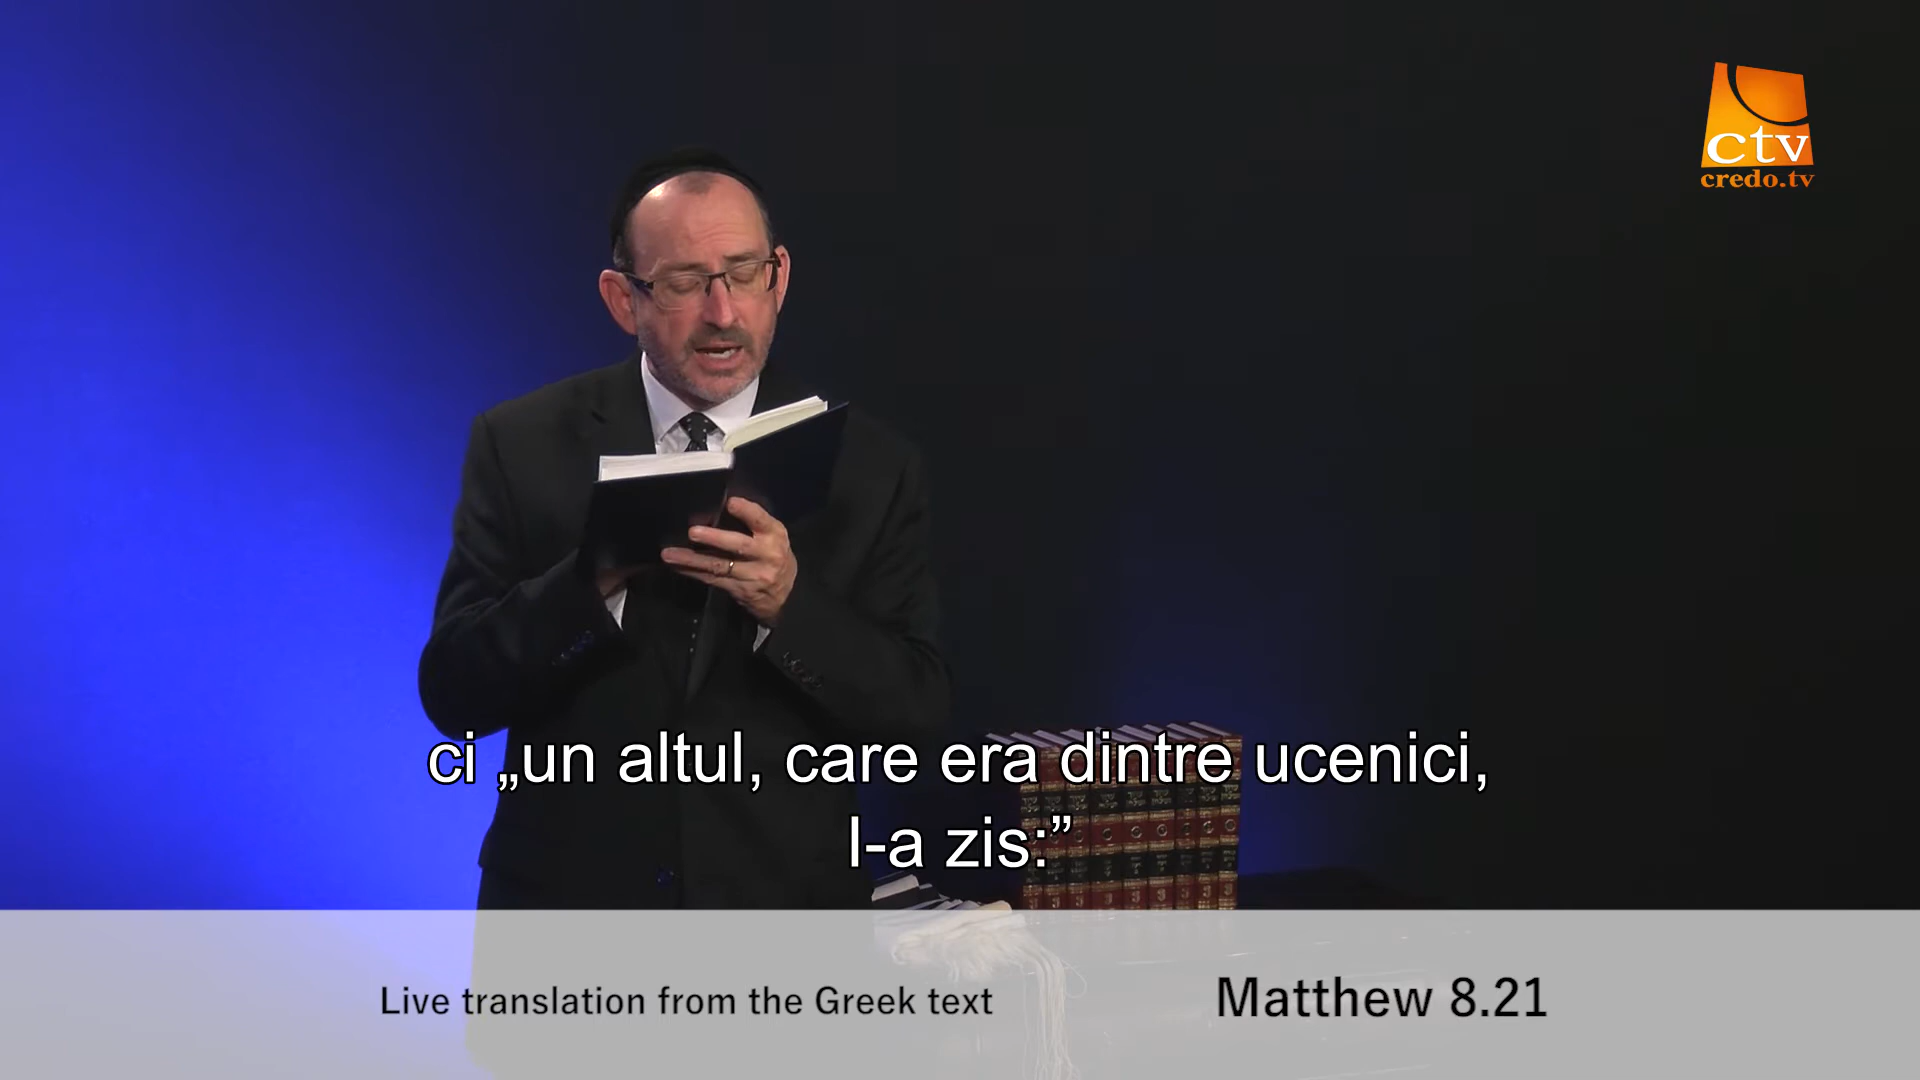 ctv
credo.tv
ci „un altul, care era dintre ucenici,
I-a zis:”
Live translation from the Greek text
Matthew 8.21